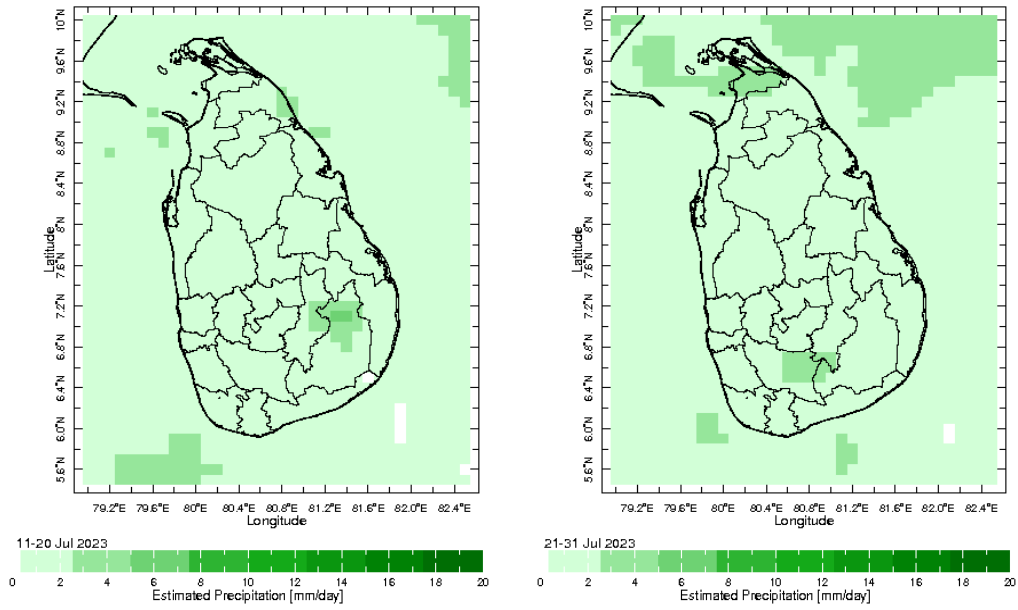 10°N
9.6°N
9.2°N
8.8°N
8.4°N
8°N
7.6°N
7.2°N
6.8°N
6.4°N
6.0°N
5.6°N
Latitude
79.2°E 79.6°E 80°E 80.4°E 80.8°E 81.2°E 81.6°E 82.0°E 82.4°E
Longitude
11-20 Jul 2023
0 2 4 6 8 10 12 14 16 18 20
Estimated Precipitation [mm/day]
10°N
9.6°N
9.2°N
8.8°N
8.4°N
8°N
7.6°N
7.2°N
6.8°N
6.4°N
6.0°N
5.6°N
Latitude
79.2°E 79.6°E 80°E 80.4°E 80.8°E 81.2°E 81.6°E 82.0°E 82.4°E
Longitude
21-31 Jul 2023
0 2 4 6 8 10 12 14 16 18 20
Estimated Precipitation [mm/day]